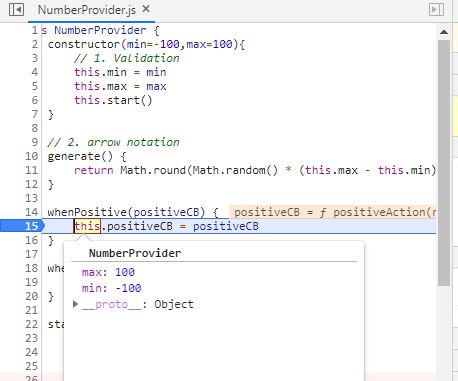 NumberProvider.js ×
1 s NumberProvider {
2 constructor(min=-100,max=100){
3 // 1. Validation
4 this.min = min
5 this.max = max
6 this.start()
7 }
8
9 // 2. arrow notation
10 generate() {
11 return Math.round(Math.random() * (this.max - this.min)
12 }
13
14 whenPositive(positiveCB) { positiveCB = ƒ positiveAction(n
15 this.positiveCB = positiveCB
16 }
17 NumberProvider
18 whe max: 100
19 min: -100
20 } __proto__: Object
21
22 sta
23
24
25
26